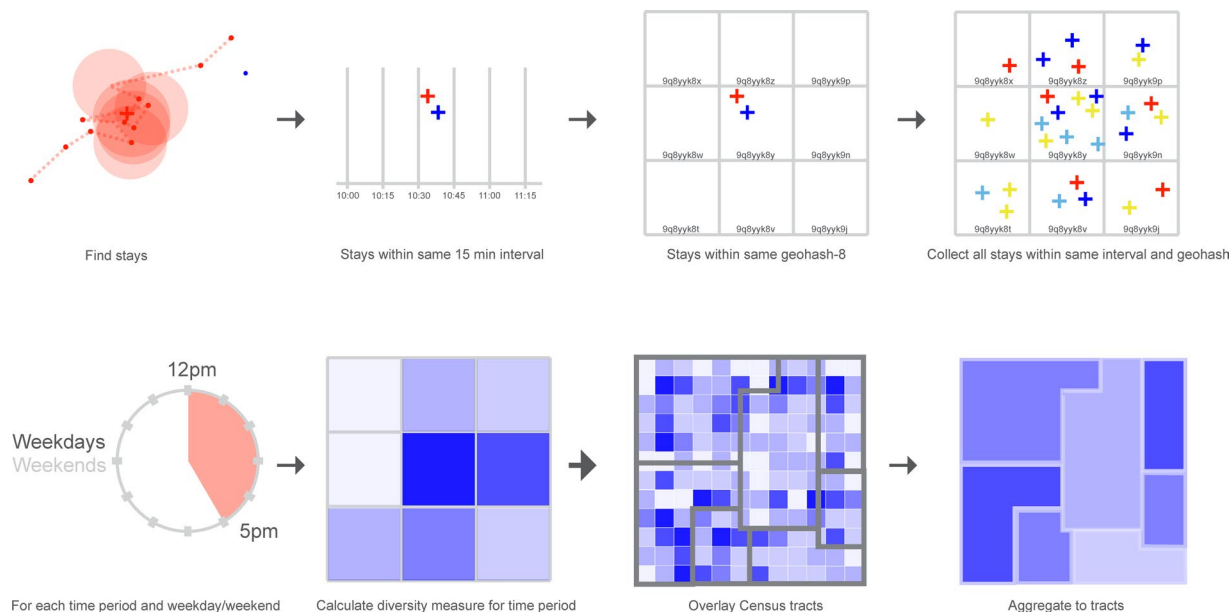 9q8yyk8x 9q8yyk8z 9q8yyk9p
9q8yyk8x 9q8yyk8z 9q8yyk9p
9q8yyk8w 9q8yyk8y 9q8yyk9n
9q8yyk8w 9q8yyk8y 9q8yyk9n
10:00 10:15 10:30 10:45 11:00 11:15
9q8yyk8t 9q8yyk8v 9q8yyk9j
9q8yyk8t 9q8yyk8v 9q8yyk9j
Find stays
Stays within same 15 min interval
Stays within same geohash-8
Collect all stays within same interval and geohash
12pm
Weekdays
Weekends
5pm
For each time period and weekday/weekend
Calculate diversity measure for time period
Overlay Census tracts
Aggregate to tracts